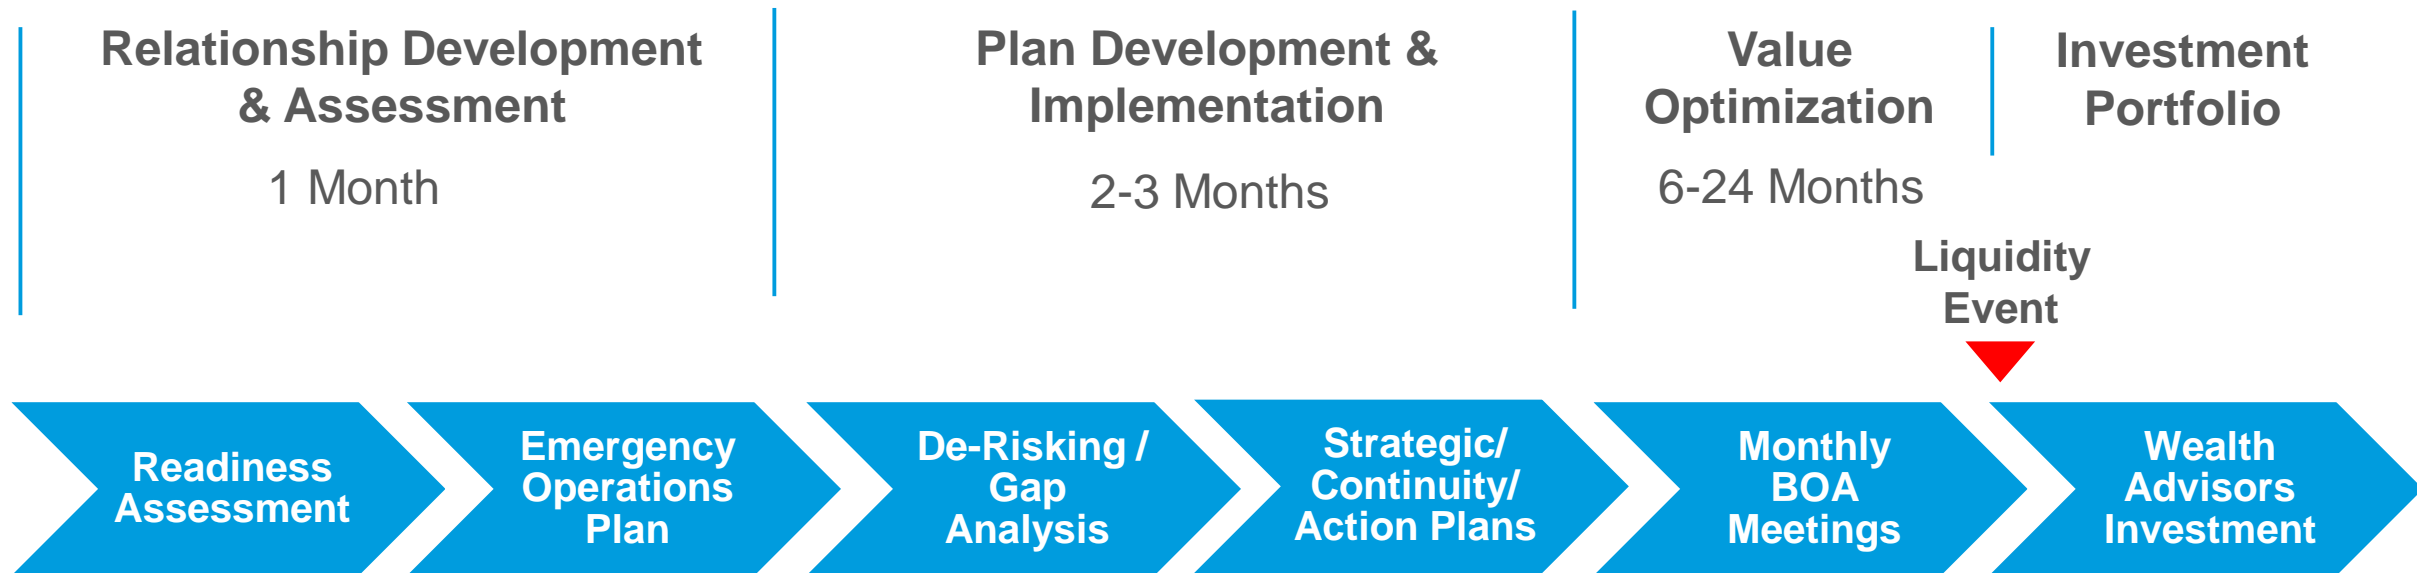 Relationship Development
& Assessment
1 Month
Plan Development &
Implementation
2-3 Months
Value
Optimization
6-24 Months
Investment
Portfolio
Liquidity
Event
Readiness
Assessment
Emergency
Operations
Plan
De-Risking /
Gap
Analysis
Strategic/
Continuity/
Action Plans
Monthly
BOA
Meetings
Wealth
Advisors
Investment